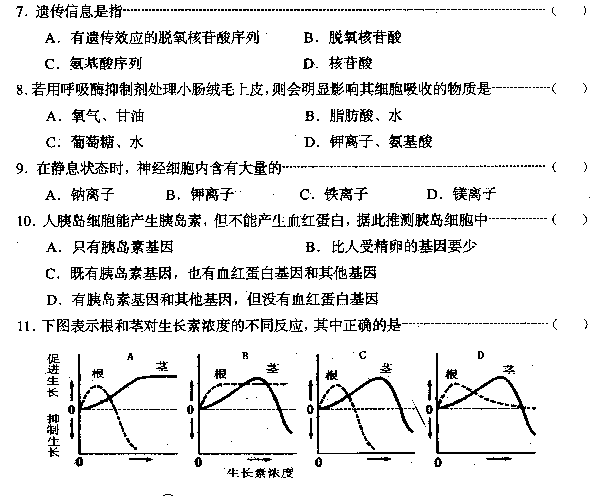 7. 遗传信息是指┄┄┄┄┄┄┄┄┄┄┄┄┄┄┄┄( )
A. 有遗传效应的脱氧核苷酸序列 B. 脱氧核苷酸
C. 氨基酸序列 D. 核苷酸
8. 若用呼吸酶抑制剂处理小肠绒毛上皮,则会明显影响其细胞吸收的物质是┄┄┄┄( )
A. 氧气、甘油 B. 脂肪酸、水
C. 葡萄糖、水 D. 钾离子、氨基酸
9. 在静息状态时,神经细胞内含有大量的┄┄┄┄┄┄┄┄┄┄┄┄( )
A. 钠离子 B. 钾离子 C. 铁离子 D. 镁离子
10. 人胰岛细胞能产生胰岛素,但不能产生血红蛋白,据此推测胰岛细胞中┄┄┄┄( )
A. 只有胰岛素基因 B. 比人受精卵的基因要少
C. 既有胰岛素基因,也有血红蛋白基因和其他基因
D. 有胰岛素基因和其他基因,但没有血红蛋白基因
11. 下图表示根和茎对生长素浓度的不同反应,其中正确的是┄┄┄┄┄┄┄( )
促进生长 0 抑制生长
A 根 茎 0
B 根 茎 0 0
C 根 茎 0 0
D 根 茎 0 0
生长素浓度